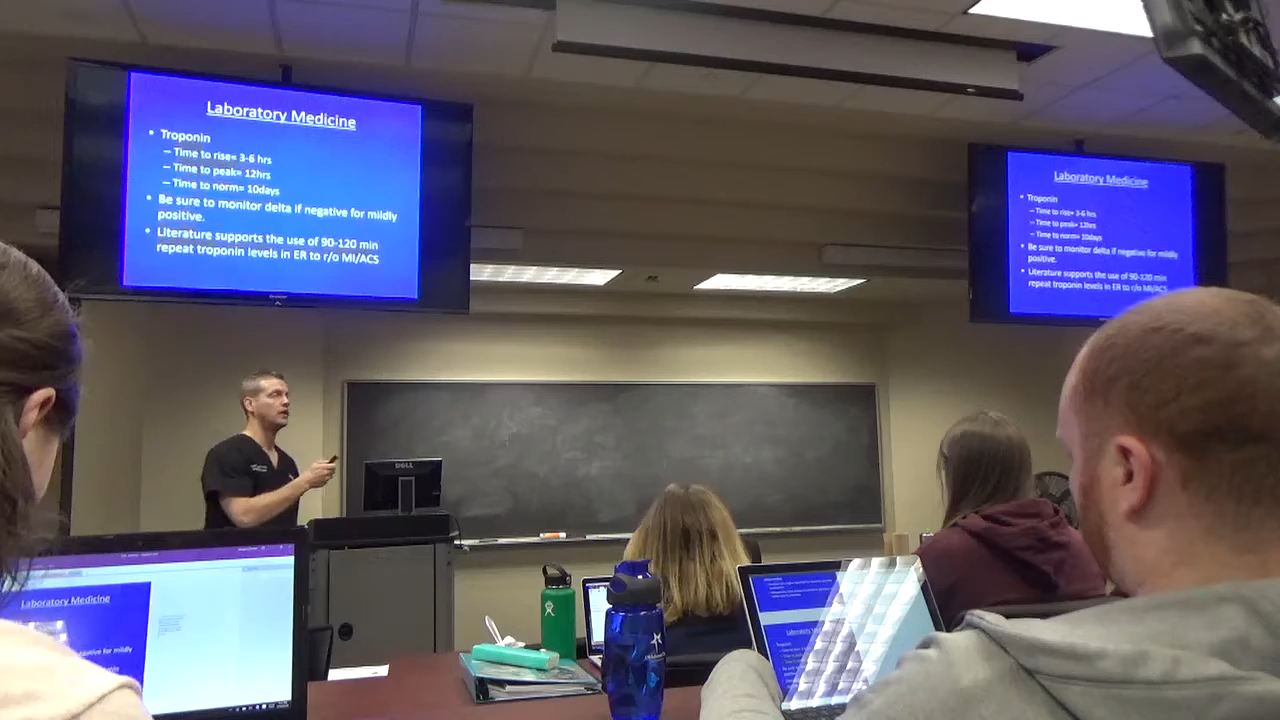 Laboratory Medicine
• Troponin
– Time to rise= 3-6 hrs
– Time to peak= 12hrs
– Time to norm= 10days
• Be sure to monitor delta if negative for mildly
positive.
• Literature supports the use of 90-120 min
repeat troponin levels in ER to r/o MI/ACS
Laboratory Medicine
• Troponin
– Time to rise= 3-6 hrs
– Time to peak= 12hrs
– Time to norm= 10days
• Be sure to monitor delta if negative for mildly
positive.
• Literature supports the use of 90-120 min
repeat troponin levels in ER to r/o MI/ACS
DELL
Laboratory Medicine
negative for mildly